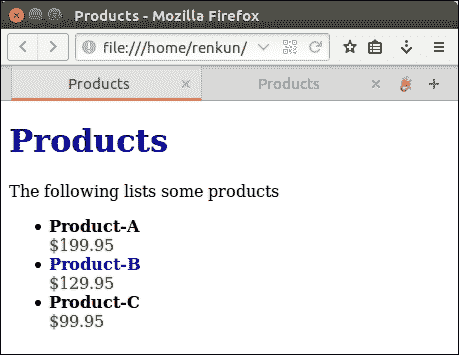 Products - Mozilla Firefox
file:///home/renkun/
Products
Products
Products
The following lists some products
Product-A
$199.95
Product-B
$129.95
Product-C
$99.95